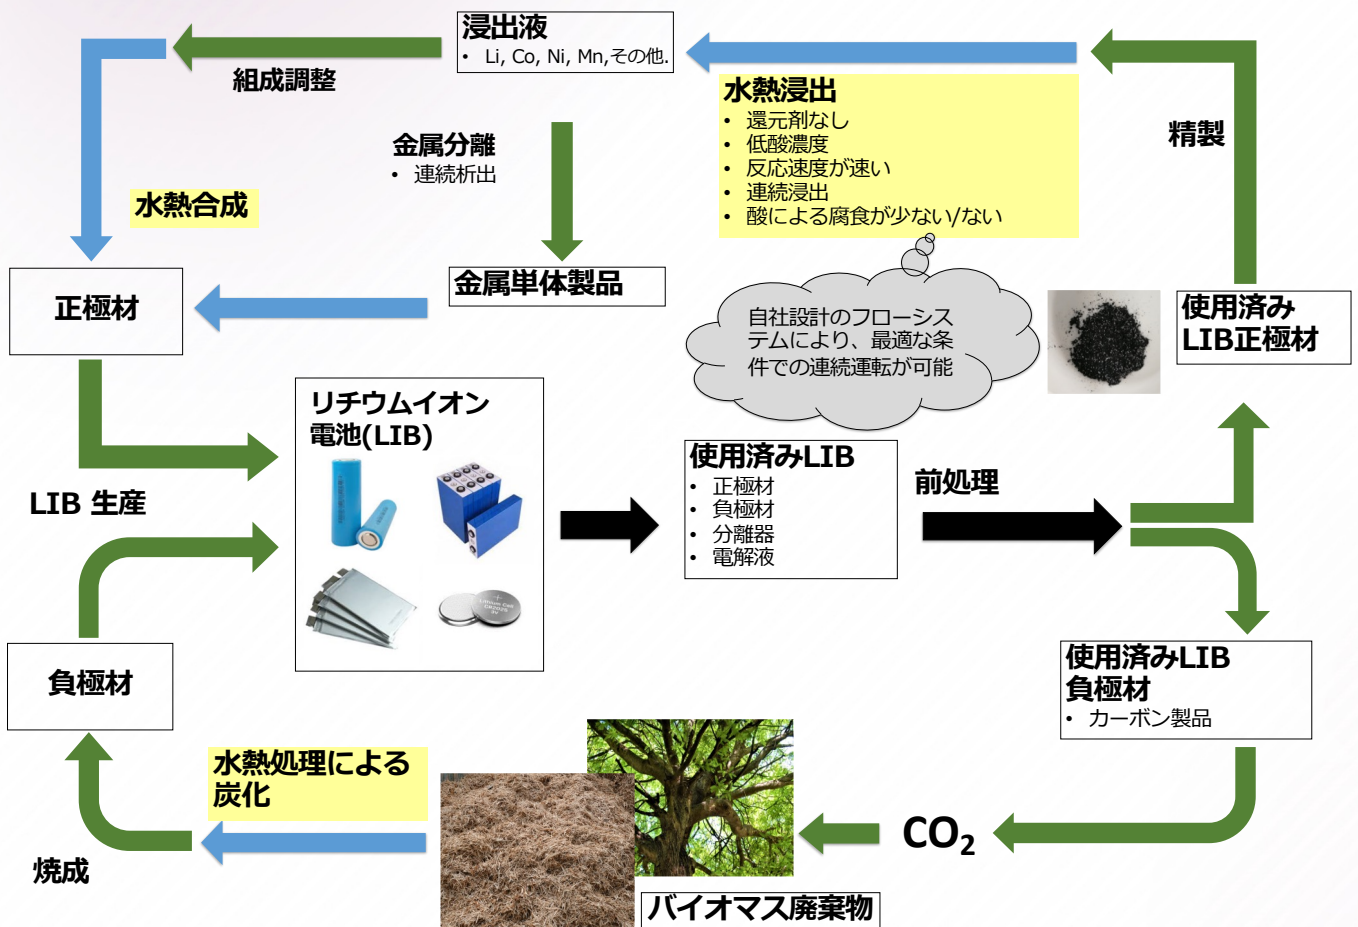 浸出液
• Li, Co, Ni, Mn,その他.
組成調整
金属分離
• 連続析出
水熱浸出
• 還元剤なし
• 低酸濃度
• 反応速度が速い
• 連続浸出
• 酸による腐食が少ない/ない
精製
水熱合成
正極材
金属単体製品
自社設計のフローシス
テムにより、最適な条
件での連続運転が可能
使用済み
LIB正極材
リチウムイオン
電池(LIB)
使用済みLIB
• 正極材
• 負極材
• 分離器
• 電解液
前処理
LIB 生産
Lithium Cell
CR2025
3V
負極材
使用済みLIB
負極材
• カーボン製品
水熱処理による
炭化
焼成
CO₂
バイオマス廃棄物